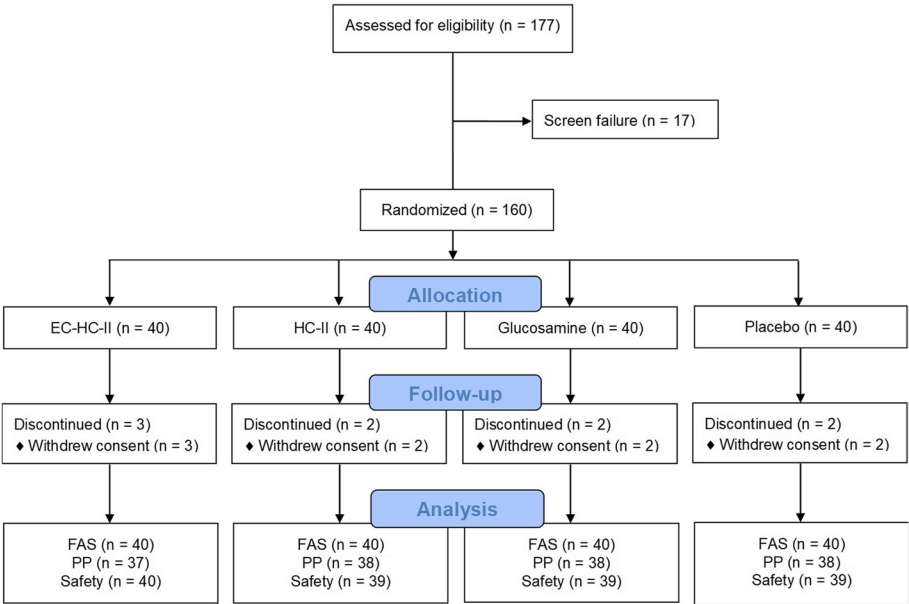 Assessed for eligibility (n = 177)
Screen failure (n = 17)
Randomized (n = 160)
Allocation
EC-HC-II (n = 40)
HC-II (n = 40)
Glucosamine (n = 40)
Placebo (n = 40)
Follow-up
Discontinued (n = 3)
♦ Withdrew consent (n = 3)
Discontinued (n = 2)
♦ Withdrew consent (n = 2)
Discontinued (n = 2)
♦ Withdrew consent (n = 2)
Discontinued (n = 2)
♦ Withdrew consent (n = 2)
Analysis
FAS (n = 40)
PP (n = 37)
Safety (n = 40)
FAS (n = 40)
PP (n = 38)
Safety (n = 39)
FAS (n = 40)
PP (n = 38)
Safety (n = 39)
FAS (n = 40)
PP (n = 38)
Safety (n = 39)